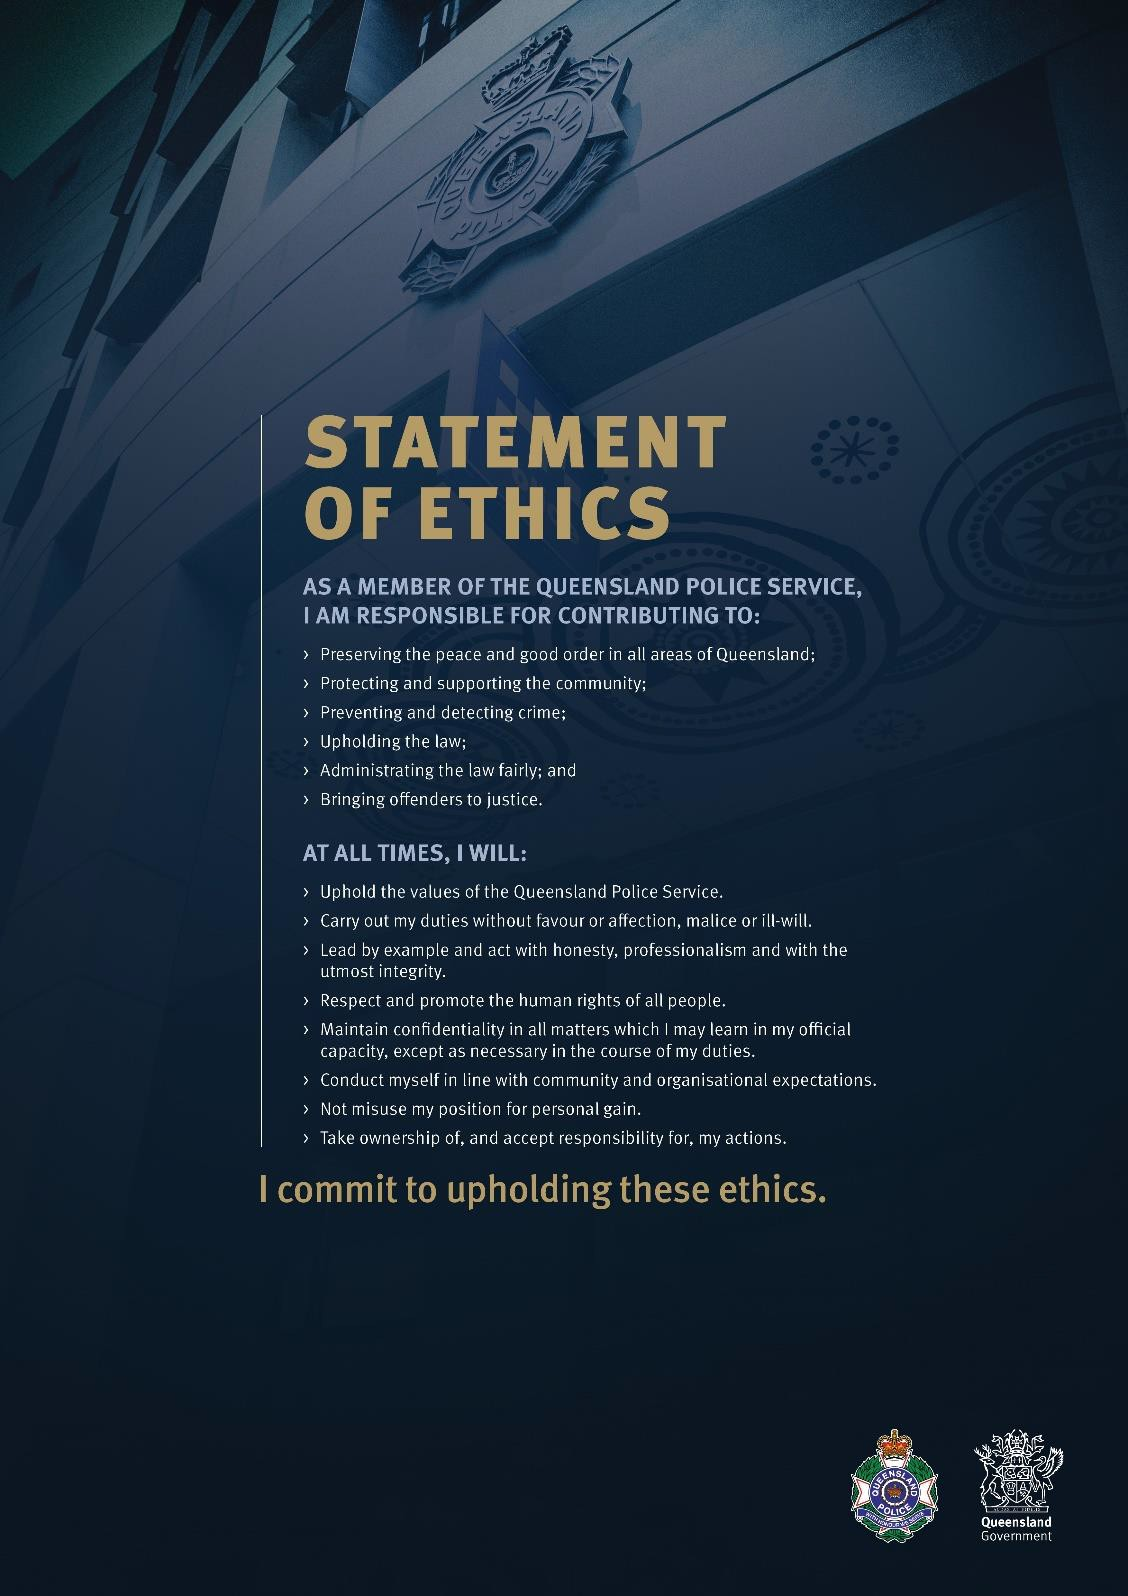 QUEENSLAND
POLICE
STATEMENT
OF ETHICS
AS A MEMBER OF THE QUEENSLAND POLICE SERVICE,
I AM RESPONSIBLE FOR CONTRIBUTING TO:
› Preserving the peace and good order in all areas of Queensland;
› Protecting and supporting the community;
› Preventing and detecting crime;
› Upholding the law;
› Administrating the law fairly; and
› Bringing offenders to justice.
AT ALL TIMES, I WILL:
› Uphold the values of the Queensland Police Service.
› Carry out my duties without favour or affection, malice or ill-will.
› Lead by example and act with honesty, professionalism and with the
utmost integrity.
› Respect and promote the human rights of all people.
› Maintain confidentiality in all matters which I may learn in my official
capacity, except as necessary in the course of my duties.
› Conduct myself in line with community and organisational expectations.
› Not misuse my position for personal gain.
› Take ownership of, and accept responsibility for, my actions.
I commit to upholding these ethics.
QUEENSLAND
POLICE
WITH HONOUR WE SERVE
Queensland
Government